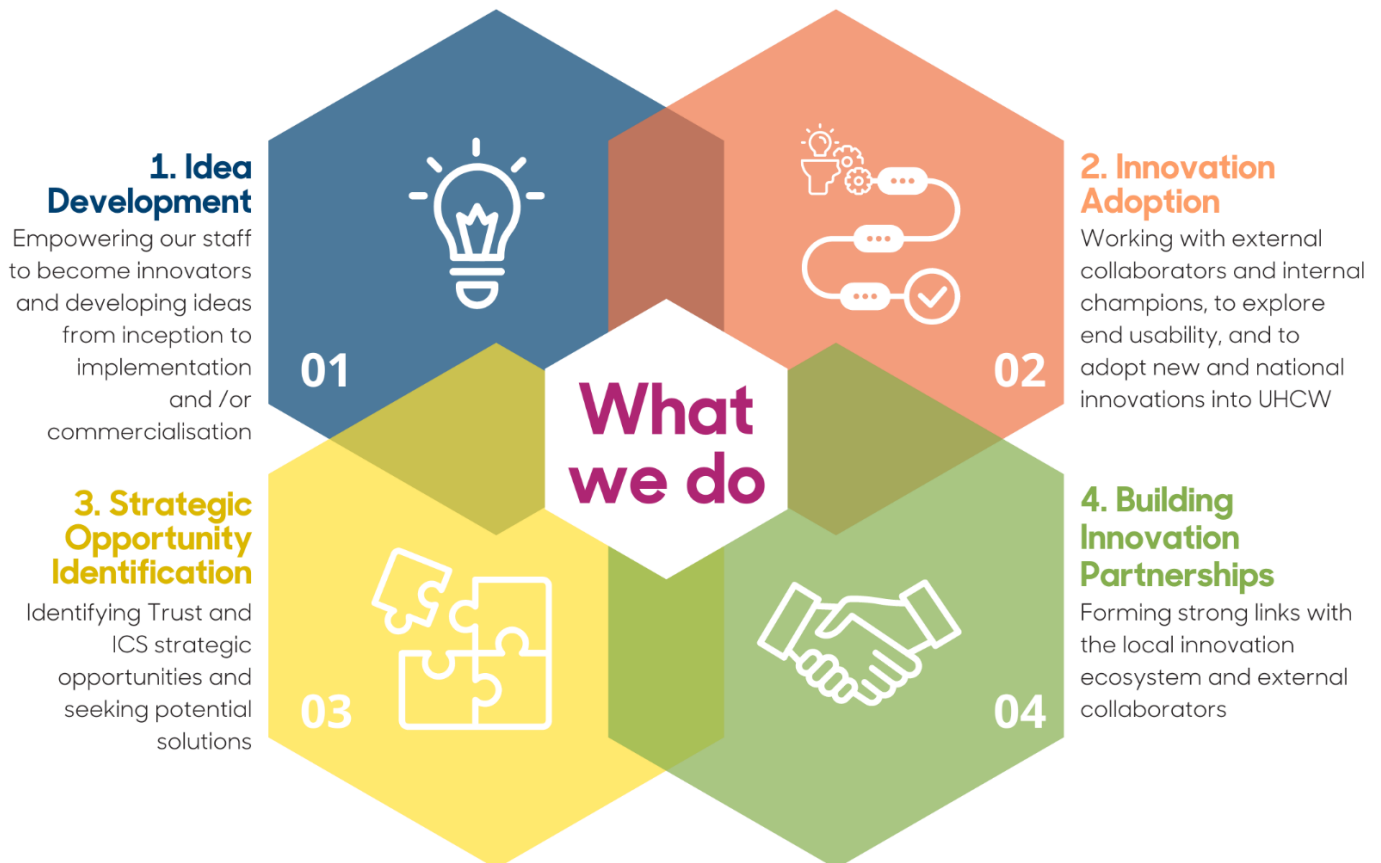 1. Idea
Development
Empowering our staff
to become innovators
and developing ideas
from inception to
implementation
and /or
commercialisation
01
2. Innovation
Adoption
Working with external
collaborators and internal
champions, to explore
end usability, and to
adopt new and national
innovations into UHCW
02
What
we do
3. Strategic
Opportunity
Identification
Identifying Trust and
ICS strategic
opportunities and
seeking potential
solutions
03
4. Building
Innovation
Partnerships
Forming strong links with
the local innovation
ecosystem and external
collaborators
04